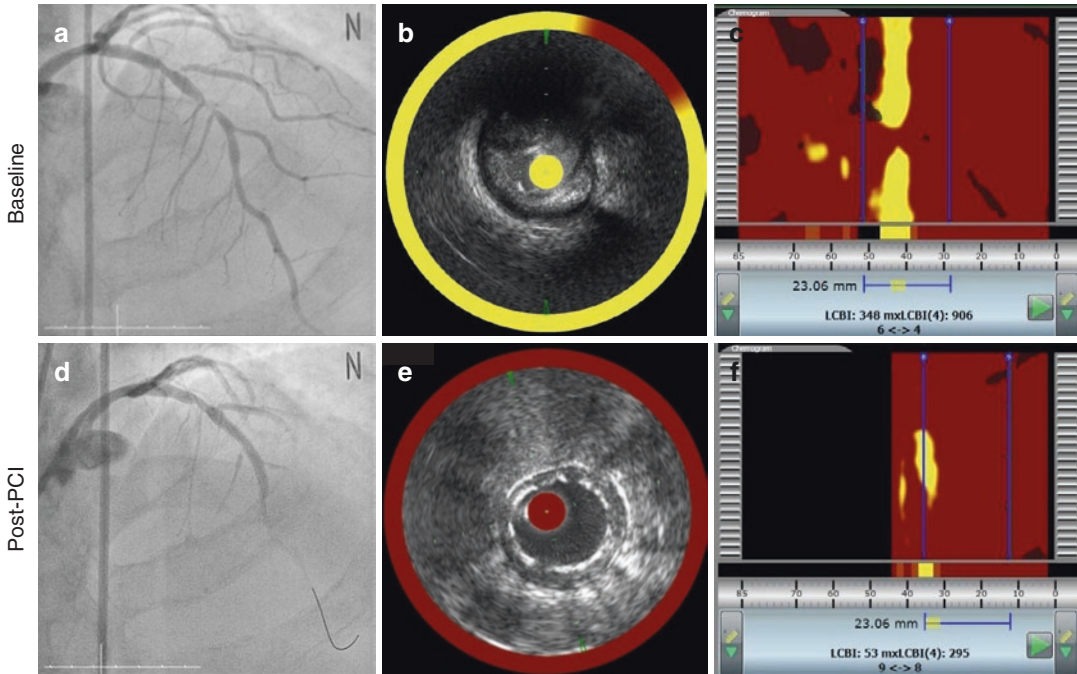 Baseline
a
N
b
c
Chemogram
6
4
85 70 60 50 40 30 20 10 0
23.06 mm
LCBI: 348 mxLCBI(4): 906
6 <-> 4
Post-PCI
d
N
e
f
Chemogram
85 70 60 50 40 30 20 10 0
23.06 mm
LCBI: 53 mxLCBI(4): 295
9 <-> 8